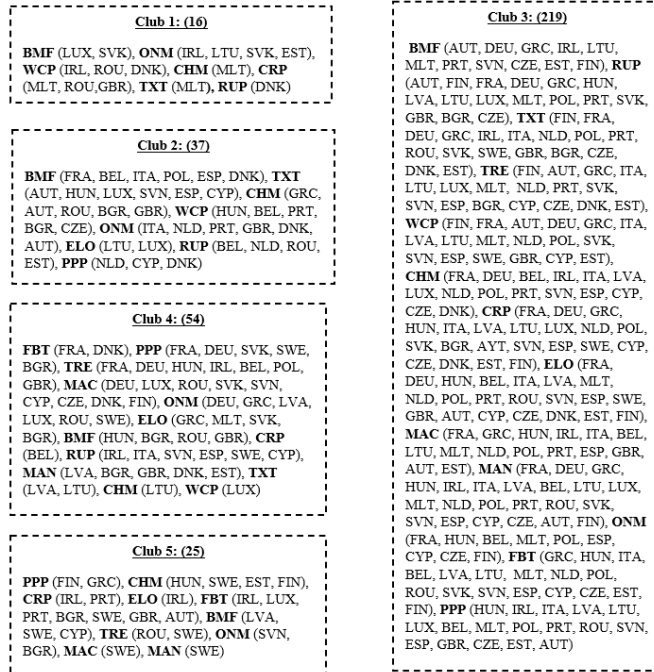 Club 1: (16)
BMF (LUX, SVK), ONM (IRL, LTU, SVK, EST),
WCP (IRL, ROU, DNK), CHM (MLT), CRP
(MLT, ROU,GBR), TXT (MLT), RUP (DNK)
Club 2: (37)
BMF (FRA, BEL, ITA, POL, ESP, DNK), TXT
(AUT, HUN, LUX, SVN, ESP, CYP), CHM (GRC,
AUT, ROU, BGR, GBR), WCP (HUN, BEL, PRT,
BGR, CZE), ONM (ITA, NLD, PRT, GBR, DNK,
AUT), ELO (LTU, LUX), RUP (BEL, NLD, ROU,
EST), PPP (NLD, CYP, DNK)
Club 4: (54)
FBT (FRA, DNK), PPP (FRA, DEU, SVK, SWE,
BGR), TRE (FRA, DEU, HUN, IRL, BEL, POL,
GBR), MAC (DEU, LUX, ROU, SVK, SVN,
CYP, CZE, DNK, FIN), ONM (DEU, GRC, LVA,
LUX, ROU, SWE), ELO (GRC, MLT, SVK,
BGR), BMF (HUN, BGR, ROU, GBR), CRP
(BEL), RUP (IRL, ITA, SVN, ESP, SWE, CYP),
MAN (LVA, BGR, GBR, DNK, EST), TXT
(LVA, LTU), CHM (LTU), WCP (LUX)
Club 5: (25)
PPP (FIN, GRC), CHM (HUN, SWE, EST, FIN),
CRP (IRL, PRT), ELO (IRL), FBT (IRL, LUX,
PRT, BGR, SWE, GBR, AUT), BMF (LVA,
SWE, CYP), TRE (ROU, SWE), ONM (SVN,
BGR), MAC (SWE), MAN (SWE)
Club 3: (219)
BMF (AUT, DEU, GRC, IRL, LTU,
MLT, PRT, SVN, CZE, EST, FIN), RUP
(AUT, FIN, FRA, DEU, GRC, HUN,
LVA, LTU, LUX, MLT, POL, PRT, SVK,
GBR, BGR, CZE), TXT (FIN, FRA,
DEU, GRC, IRL, ITA, NLD, POL, PRT,
ROU, SVK, SWE, GBR, BGR, CZE,
DNK, EST), TRE (FIN, AUT, GRC, ITA,
LTU, LUX, MLT, NLD, PRT, SVK,
SVN, ESP, BGR, CYP, CZE, DNK, EST)
WCP (FIN, FRA, AUT, DEU, GRC, ITA,
LVA, LTU, MLT, NLD, POL, SVK,
SVN, ESP, SWE, GBR, CYP, EST),
CHM (FRA, DEU, BEL, IRL, ITA, LVA,
LUX, NLD, POL, PRT, SVN, ESP, CYP,
CZE, DNK), CRP (FRA, DEU, GRC,
HUN, ITA, LVA, LTU, LUX, NLD, POL,
SVK, BGR, AYT, SVN, ESP, SWE, CYP,
CZE, DNK, EST, FIN), ELO (FRA,
DEU, HUN, BEL, ITA, LVA, MLT,
NLD, POL, PRT, ROU, SVN, ESP, SWE,
GBR, AUT, CYP, CZE, DNK, EST, FIN),
MAC (FRA, GRC, HUN, IRL, ITA, BEL,
LTU, MLT, NLD, POL, PRT, ESP, GBR,
AUT, EST), MAN (FRA, DEU, GRC,
HUN, IRL, ITA, LVA, BEL, LTU, LUX,
MLT, NLD, POL, PRT, ROU, SVK,
SVN, ESP, CYP, CZE, AUT, FIN), ONM
(FRA, HUN, BEL, MLT, POL, ESP,
CYP, CZE, FIN), FBT (GRC, HUN, ITA,
BEL, LVA, LTU, MLT, NLD, POL,
ROU, SVK, SVN, ESP, CYP, CZE, EST,
FIN), PPP (HUN, IRL, ITA, LVA, LTU,
LUX, BEL, MLT, POL, PRT, ROU, SVN,
ESP, GBR, CZE, EST, AUT)